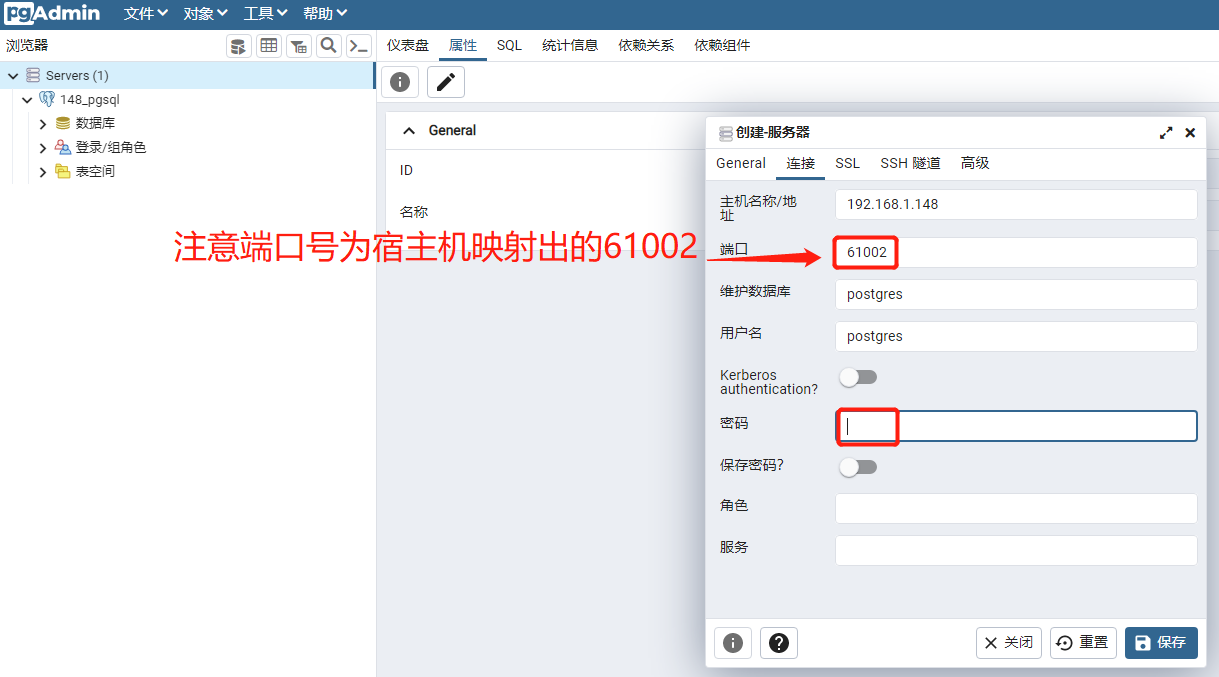 pgAdmin 文件 对象 工具 帮助
浏览器
仪表盘 属性 SQL 统计信息 依赖关系 依赖组件
Servers (1)
148_pgsql
数据库
登录/组角色
表空间
General
ID
名称
注意端口号为宿主机映射出的61002
创建-服务器
General 连接 SSL SSH 隧道 高级
主机名称/地
址
192.168.1.148
端口
61002
维护数据库
postgres
用户名
postgres
Kerberos
authentication?
密码
保存密码?
角色
服务
关闭 重置 保存